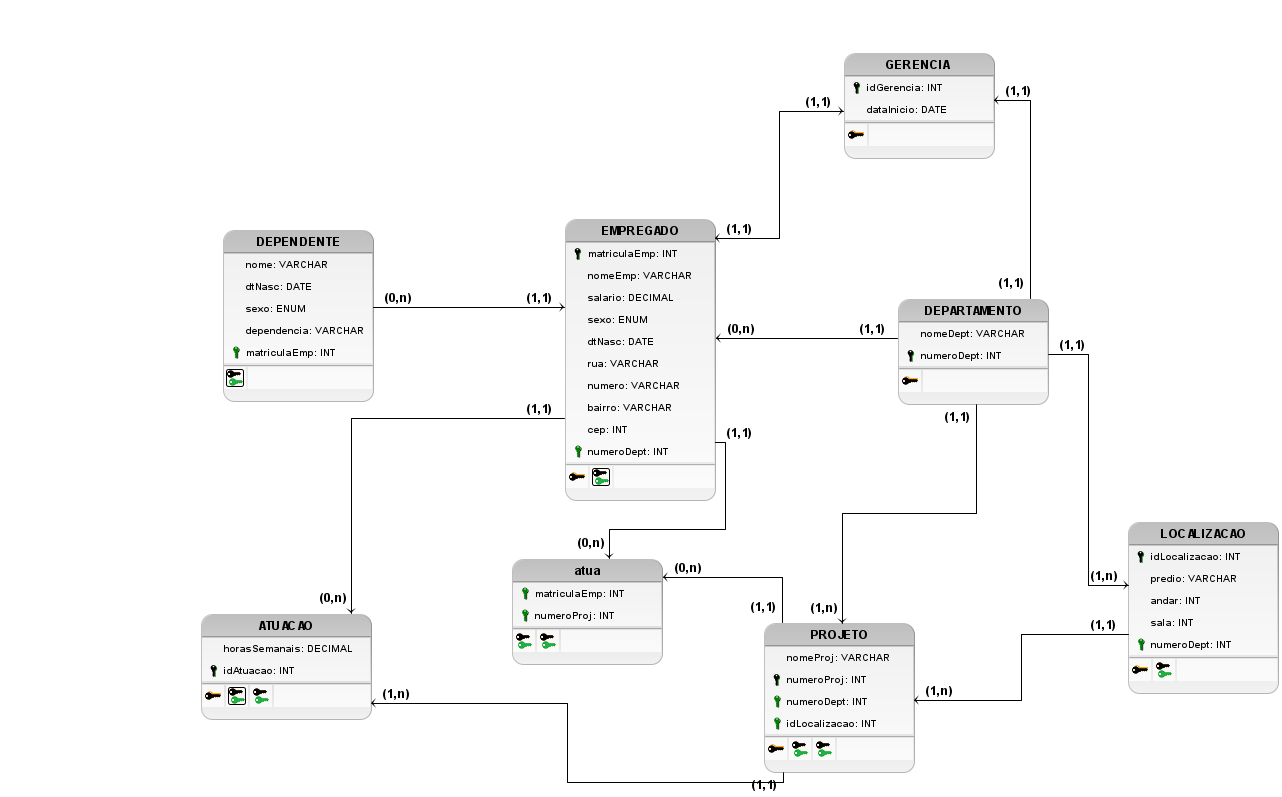 GERENCIA
idGerencia: INT
dataInicio: DATE
(1,1)
(1,1)
(1,1)
(1,1)
DEPENDENTE
nome: VARCHAR
dtNasc: DATE
sexo: ENUM
dependencia: VARCHAR
matriculaEmp: INT
(0,n)
(1,1)
EMPREGADO
matriculaEmp: INT
nomeEmp: VARCHAR
salario: DECIMAL
sexo: ENUM
dtNasc: DATE
rua: VARCHAR
numero: VARCHAR
bairro: VARCHAR
cep: INT
numeroDept: INT
(0,n)
(1,1)
DEPARTAMENTO
nomeDept: VARCHAR
numeroDept: INT
(1,1)
(1,1)
(1,1)
(1,1)
(0,n)
(0,n)
(1,1)
(1,n)
(1,n)
(1,1)
LOCALIZACAO
idLocalizacao: INT
predio: VARCHAR
andar: INT
sala: INT
numeroDept: INT
atua
matriculaEmp: INT
numeroProj: INT
(0,n)
ATUACAO
horasSemanais: DECIMAL
idAtuacao: INT
(1,n)
PROJETO
nomeProj: VARCHAR
numeroProj: INT
numeroDept: INT
idLocalizacao: INT
(1,n)
(1,1)